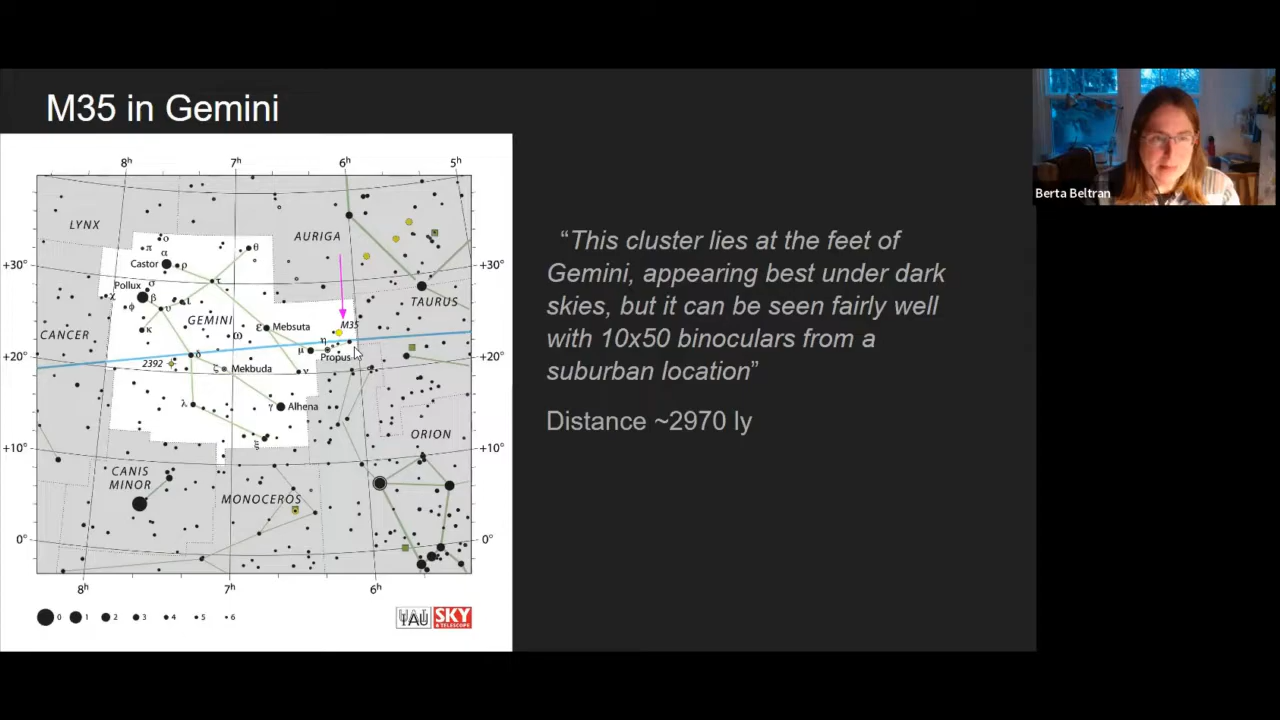 M35 in Gemini
Berta Beltran
“This cluster lies at the feet of
Gemini, appearing best under dark
skies, but it can be seen fairly well
with 10x50 binoculars from a
suburban location”
Distance ~2970 ly
8h 7h 6h 5h
LYNX
AURIGA
π ο
α
Castor ρ
θ
+30° +30°
Pollux σ
χ β
φ υ ι τ
TAURUS
GEMINI
κ
ω
ε Mebsuta
M35
CANCER
η
μ
Propus
+20° +20°
2392
δ
ζ Mekbuda
ν
λ
γ Alhena
ξ
ORION
+10° +10°
CANIS
MINOR
MONOCEROS
0° 0°
8h 7h 6h
0 1 2 3 4 5 6
IAU
SKY
& TELESCOPE